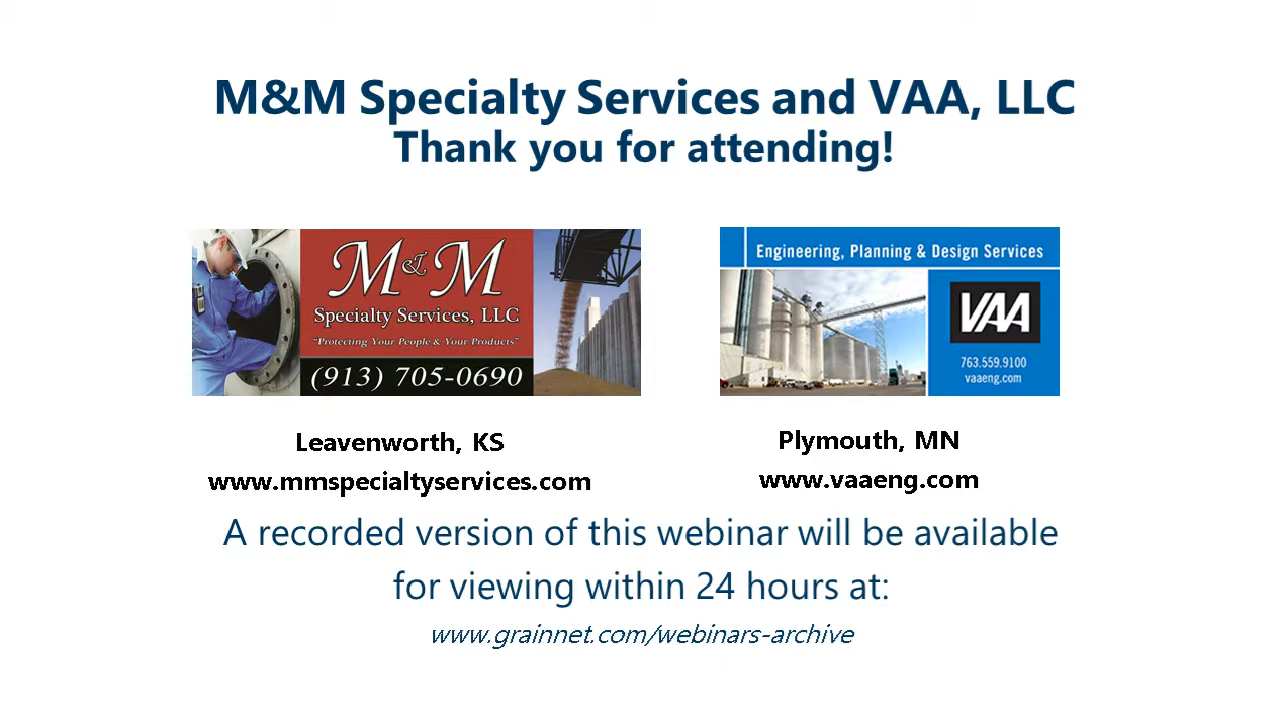 M&M Specialty Services and VAA, LLC
Thank you for attending!
M&M
Specialty Services, LLC
"Protecting Your People & Your Products"
(913) 705-0690
Engineering, Planning & Design Services
VAA
763.559.9100
vaaeng.com
Leavenworth, KS
www.mmspecialtyservices.com
Plymouth, MN
www.vaaeng.com
A recorded version of this webinar will be available
for viewing within 24 hours at:
www.grainnet.com/webinars-archive